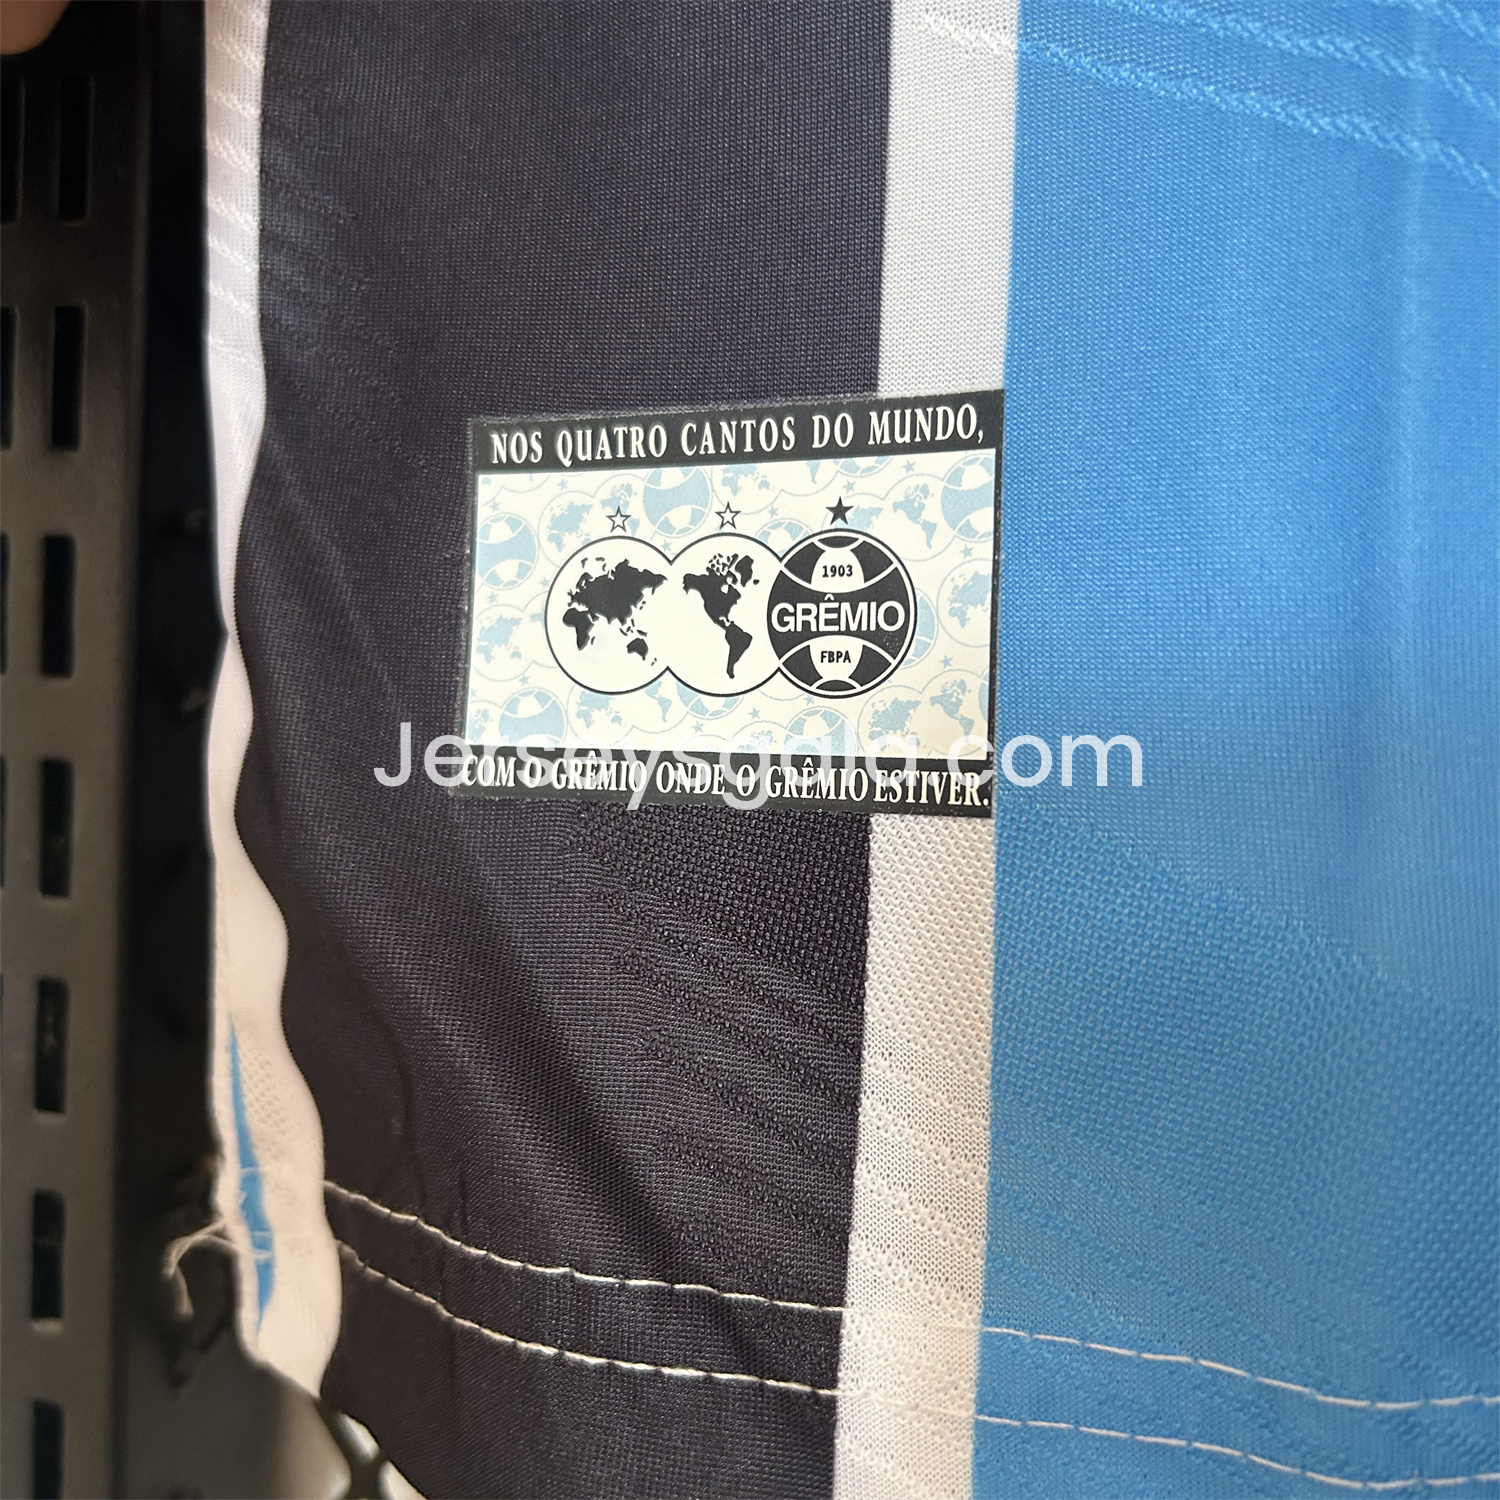 NOS QUATRO CANTOS DO MUNDO,
1903
GRÊMIO
FBPA
Jerseysgala.com
COM O GRÊMIO ONDE O GRÊMIO ESTIVER.